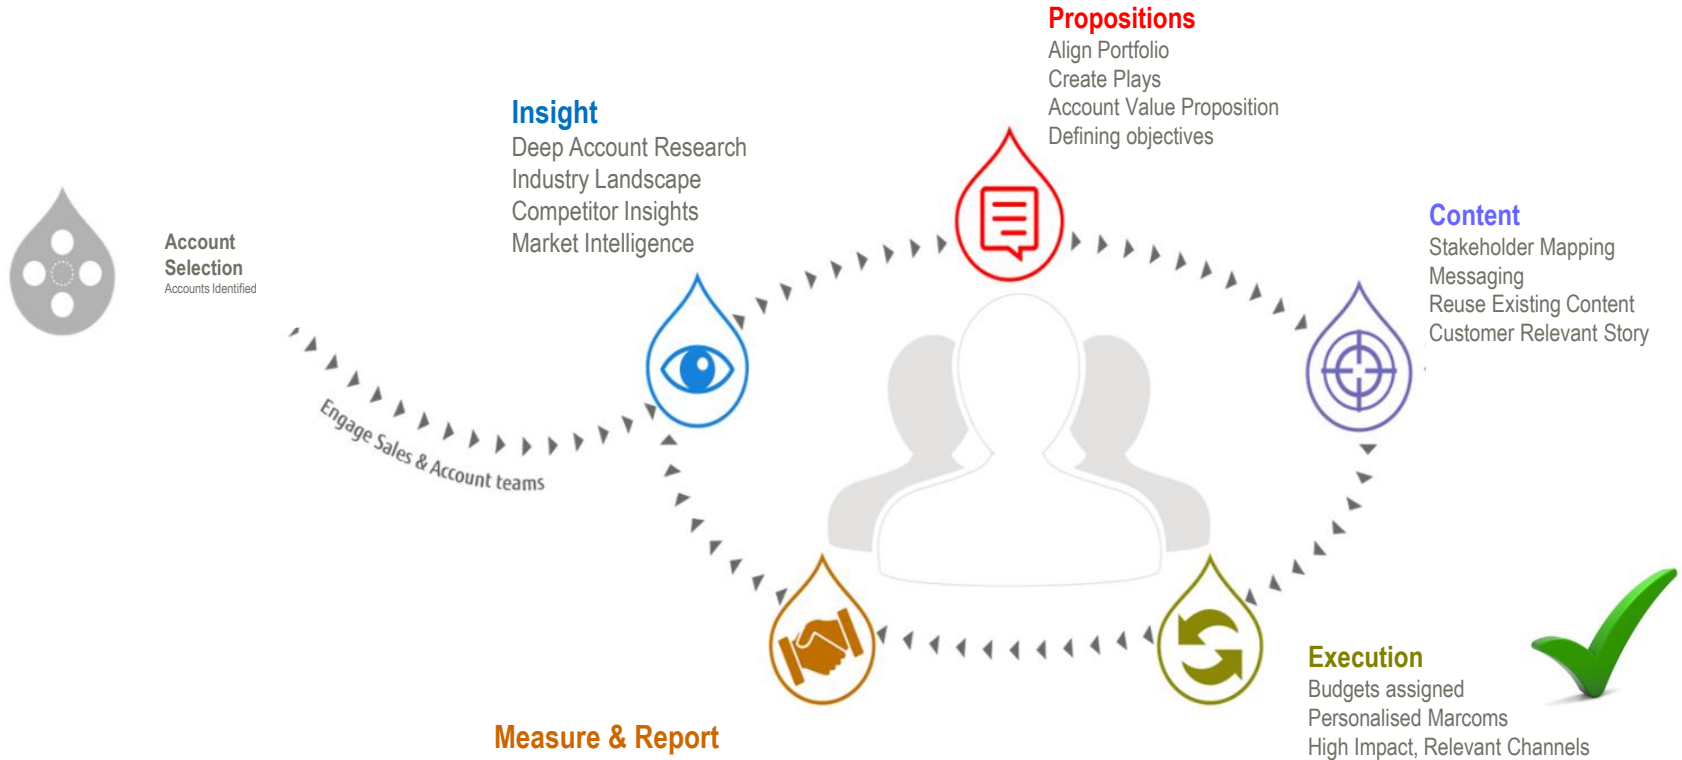 Propositions
Align Portfolio
Create Plays
Account Value Proposition
Defining objectives
Insight
Deep Account Research
Industry Landscape
Competitor Insights
Market Intelligence
Content
Stakeholder Mapping
Messaging
Reuse Existing Content
Customer Relevant Story
Account
Selection
Accounts Identified
Engage Sales & Account teams
Execution
Budgets assigned
Personalised Marcoms
High Impact, Relevant Channels
Measure & Report